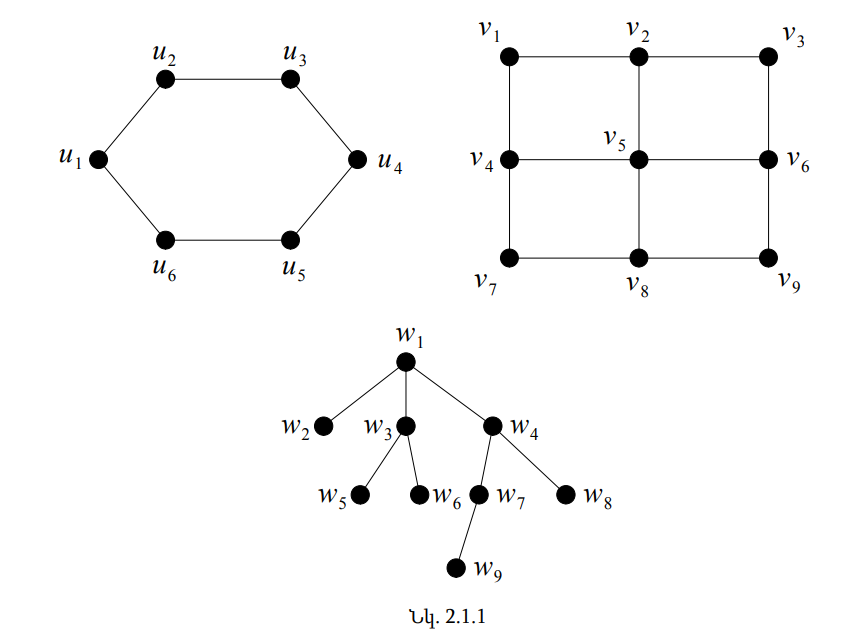 u₂ u₃
u₁ u₄
u₆ u₅
v₁ v₂ v₃
v₄ v₅ v₆
v₇ v₈ v₉
w₁
w₂ w₃ w₄
w₅ w₆ w₇ w₈
w₉
Նկ. 2.1.1